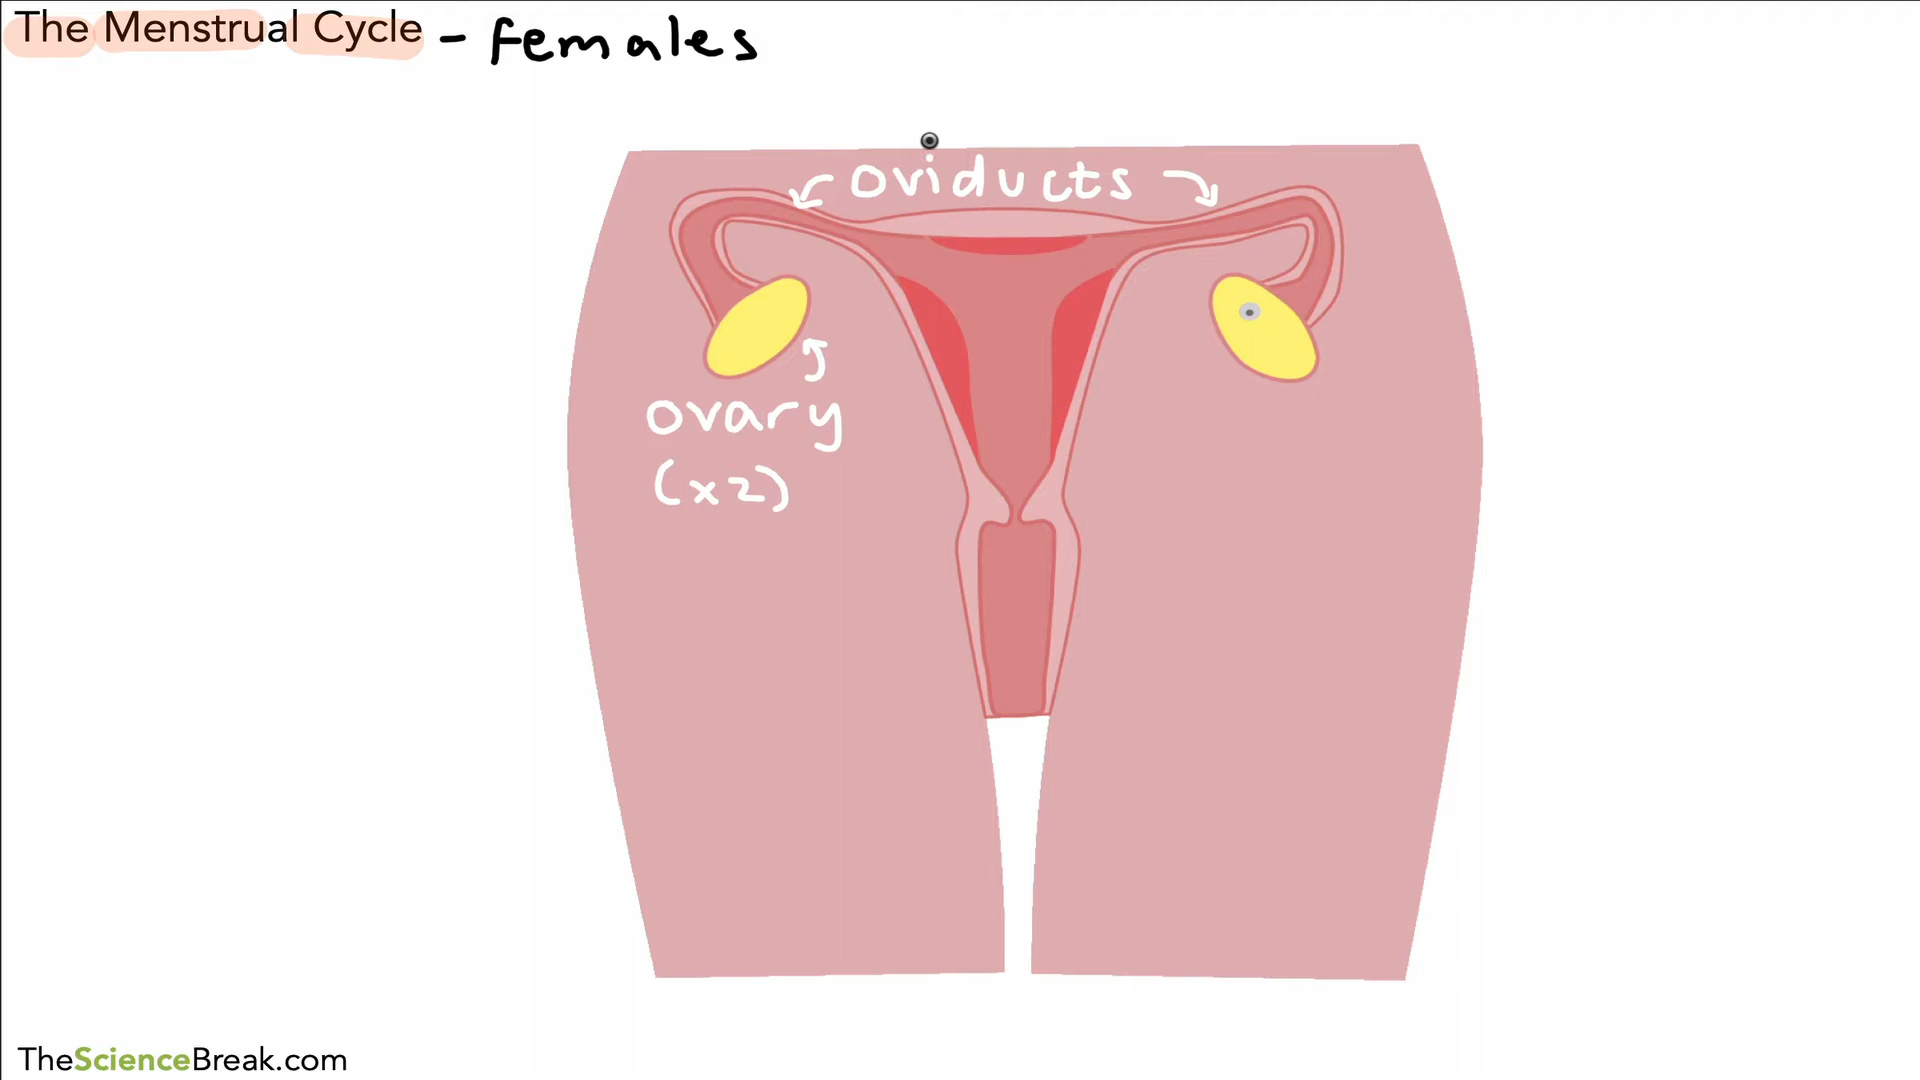 The Menstrual Cycle - females
oviducts
ovary
(x2)
TheScienceBreak.com